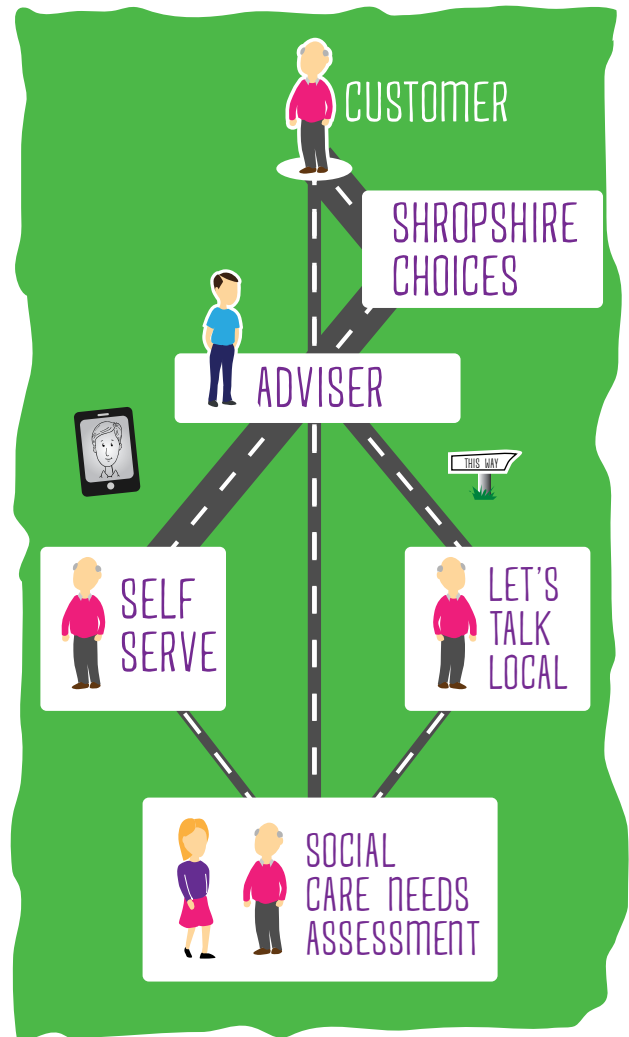 CUSTOMER
SHROPSHIRE
CHOICES
ADVISER
THIS WAY
SELF
SERVE
LET'S
TALK
LOCAL
SOCIAL
CARE NEEDS
ASSESSMENT